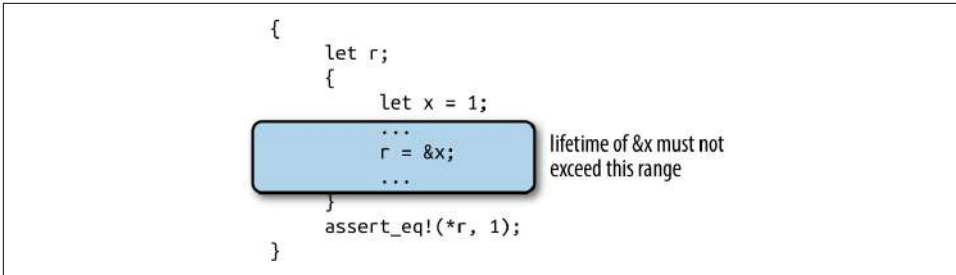 {
let r;
{
let x = 1;
...
r = &x;
...
}
assert_eq!(*r, 1);
}
lifetime of &x must not
exceed this range